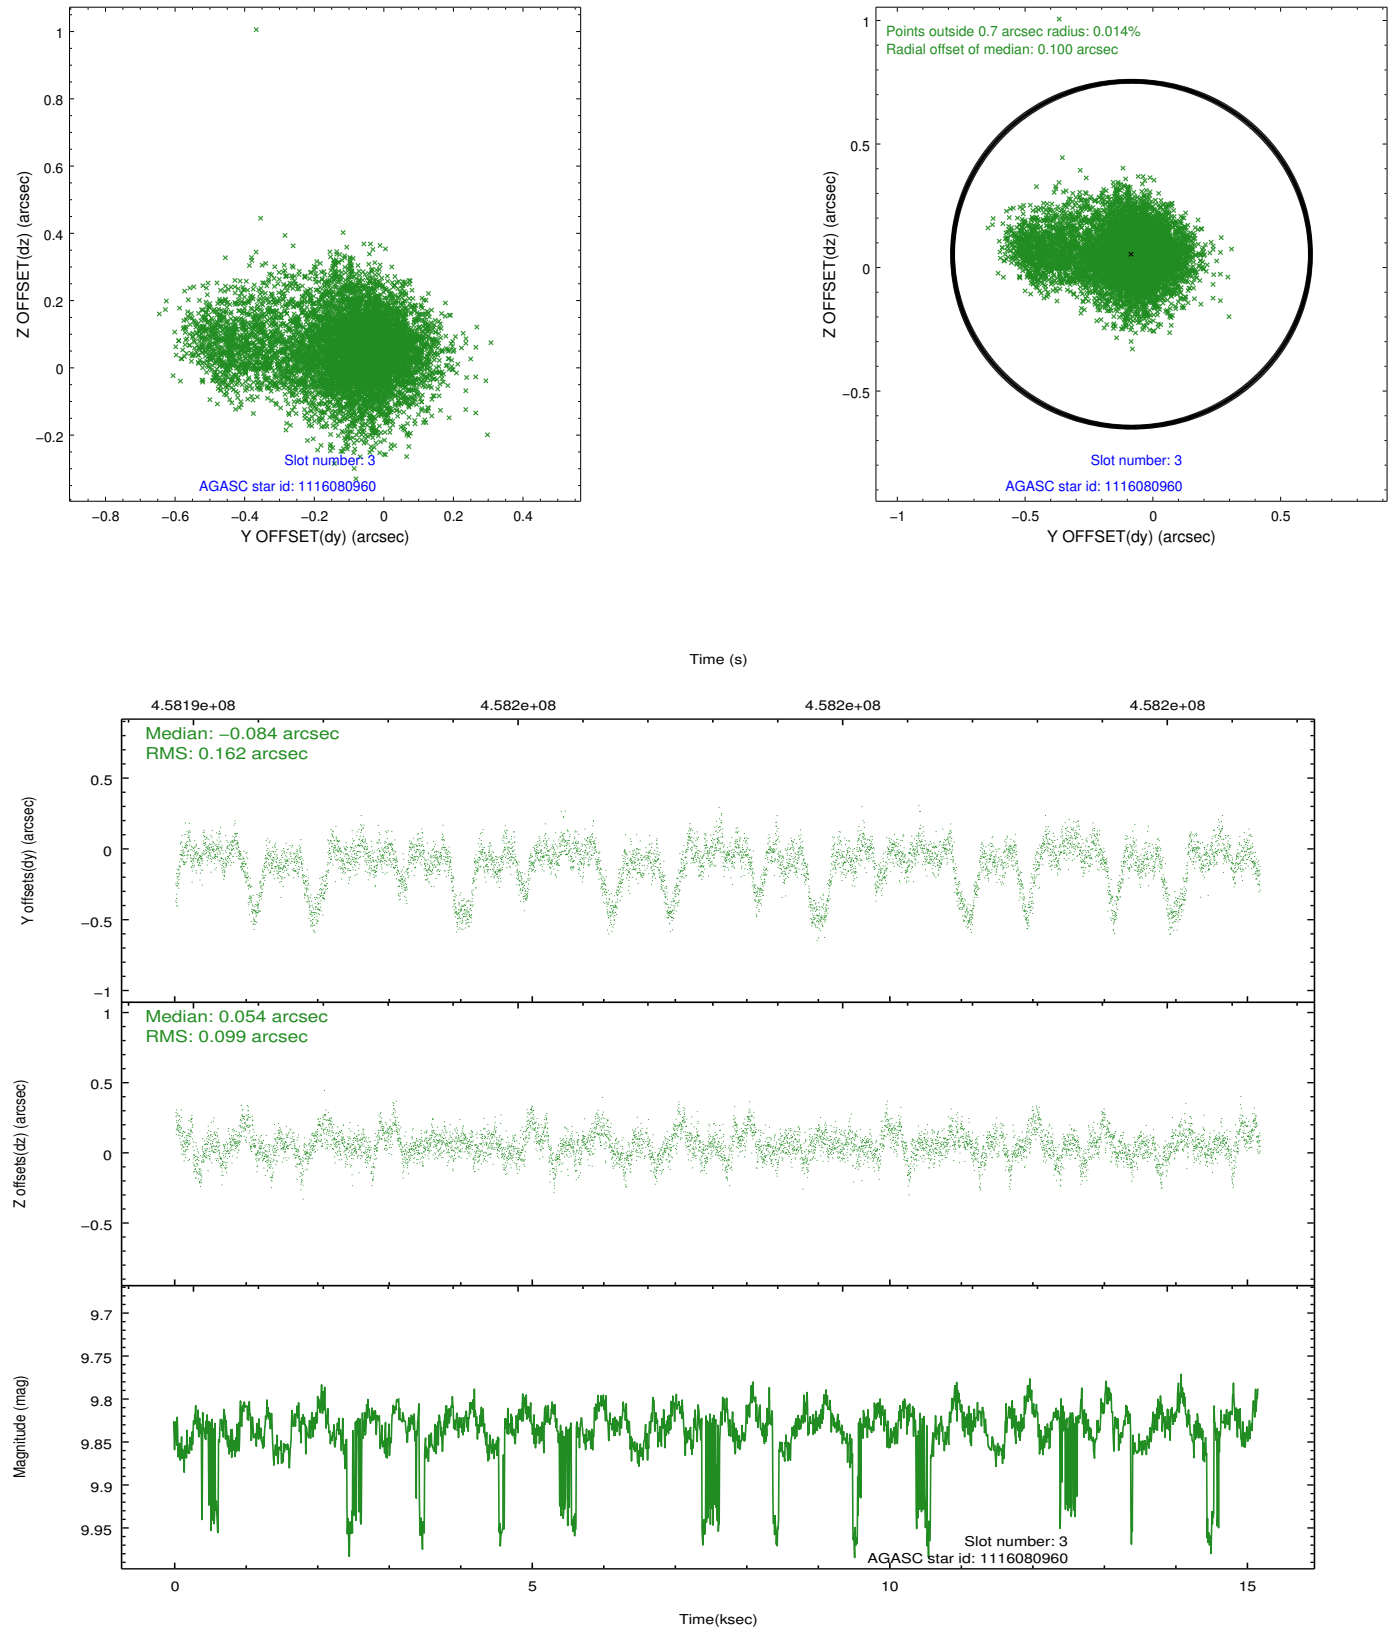 1
0.8
0.6
0.4
0.2
0
−0.2
Z OFFSET(dz) (arcsec)
Slot number: 3
AGASC star id: 1116080960
−0.8
−0.6
−0.4
−0.2
0
0.2
0.4
Y OFFSET(dy) (arcsec)
Points outside 0.7 arcsec radius: 0.014%
Radial offset of median: 0.100 arcsec
1
0.5
0
−0.5
Z OFFSET(dz) (arcsec)
Slot number: 3
AGASC star id: 1116080960
−1
−0.5
0
0.5
Y OFFSET(dy) (arcsec)
Time (s)
4.5819e+08
4.582e+08
4.582e+08
4.582e+08
Median: −0.084 arcsec
RMS: 0.162 arcsec
0.5
0
−0.5
−1
Y offsets(dy) (arcsec)
Median: 0.054 arcsec
RMS: 0.099 arcsec
1
0.5
0
−0.5
Z offsets(dz) (arcsec)
9.7
9.75
9.8
9.85
9.9
9.95
Magnitude (mag)
Slot number: 3
AGASC star id: 1116080960
0
5
10
15
Time(ksec)